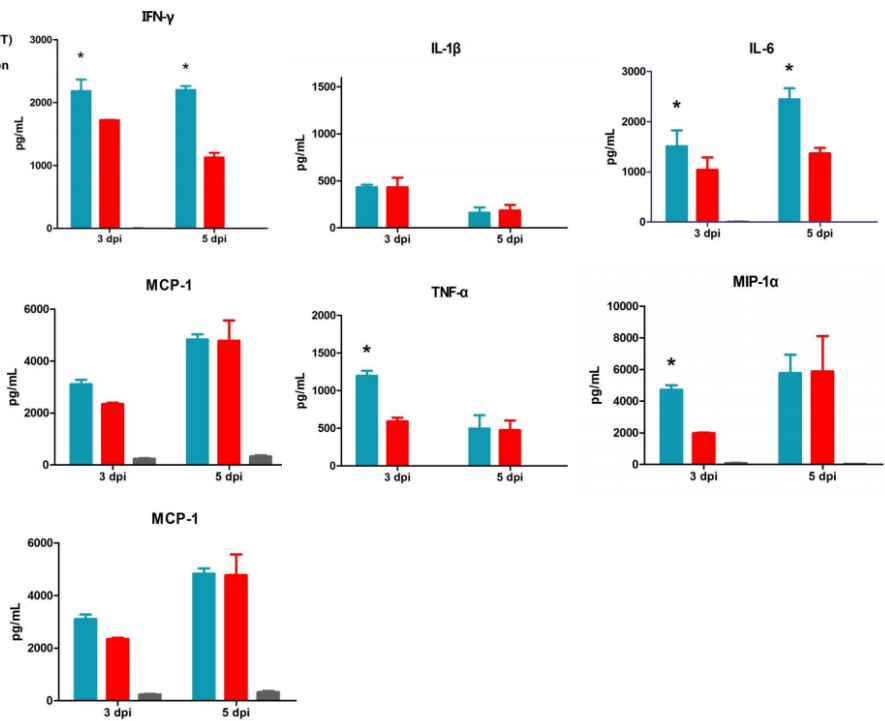 IFN-γ
T)
on
3000
2000
1000
0
pg/mL
*
*
3 dpi
5 dpi
IL-1β
1500
1000
500
0
pg/mL
3 dpi
5 dpi
IL-6
3000
2000
1000
0
pg/mL
*
*
3 dpi
5 dpi
MCP-1
6000
4000
2000
0
pg/mL
3 dpi
5 dpi
TNF-α
2000
1500
1000
500
0
pg/mL
*
3 dpi
5 dpi
MIP-1α
10000
8000
6000
4000
2000
0
pg/mL
*
3 dpi
5 dpi
MCP-1
6000
4000
2000
0
pg/mL
3 dpi
5 dpi